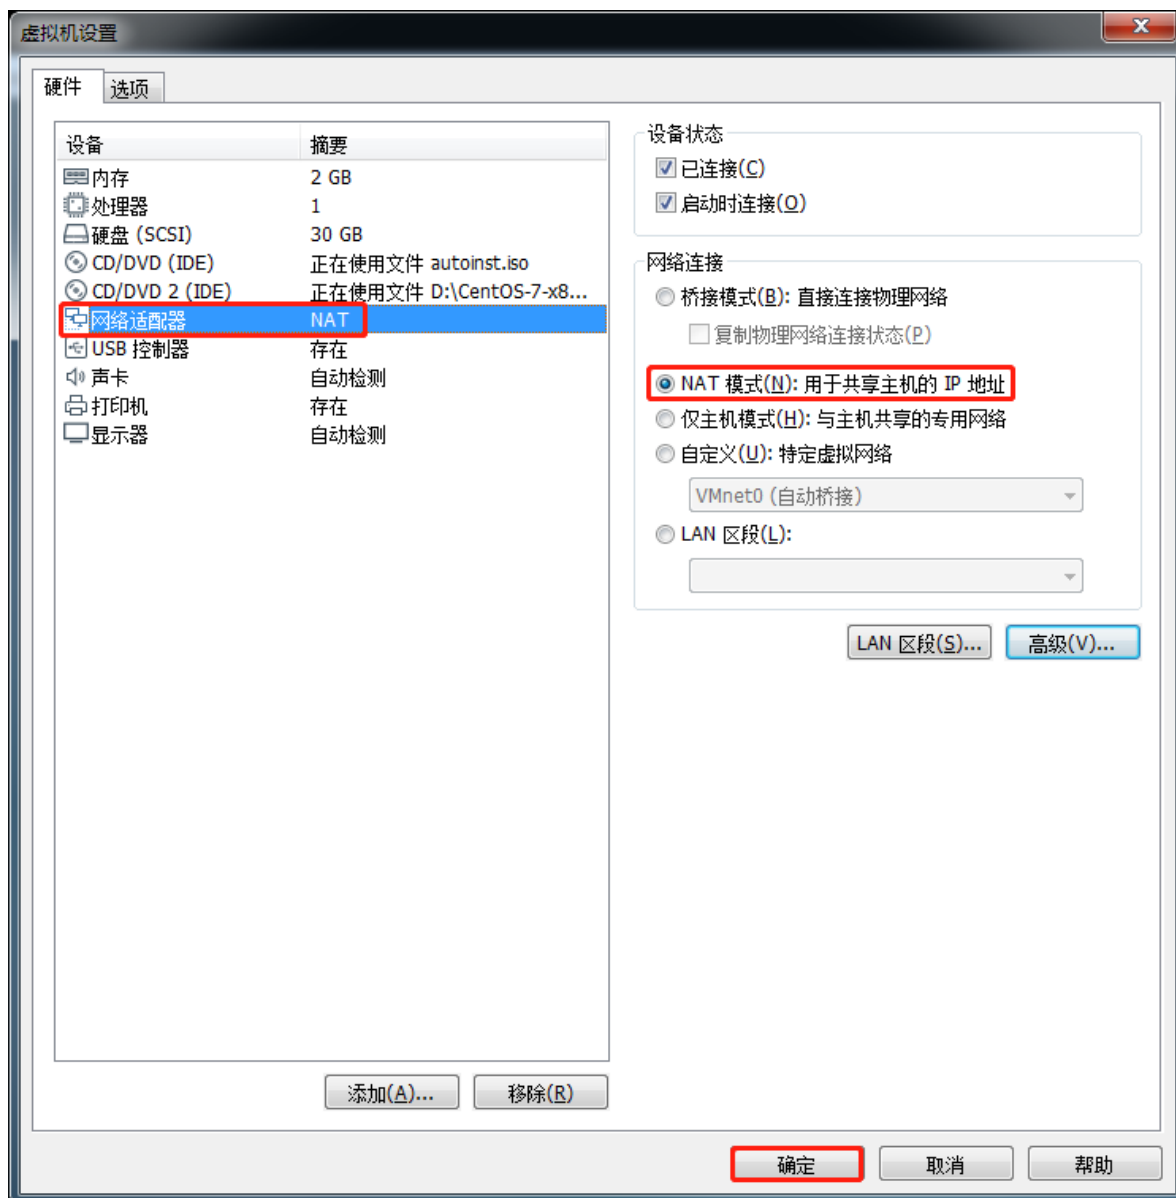 虚拟机设置
硬件 选项
设备 摘要
内存 2 GB
处理器 1
硬盘 (SCSI) 30 GB
CD/DVD (IDE) 正在使用文件 autoinst.iso
CD/DVD 2 (IDE) 正在使用文件 D:\CentOS-7-x8...
网络适配器 NAT
USB 控制器 存在
声卡 自动检测
打印机 存在
显示器 自动检测
添加(A)... 移除(R)
设备状态
已连接(C)
启动时连接(O)
网络连接
桥接模式(B): 直接连接物理网络
复制物理网络连接状态(P)
NAT 模式(N): 用于共享主机的 IP 地址
仅主机模式(H): 与主机共享的专用网络
自定义(U): 特定虚拟网络
VMnet0 (自动桥接)
LAN 区段(L):
LAN 区段(S)... 高级(V)...
确定 取消 帮助